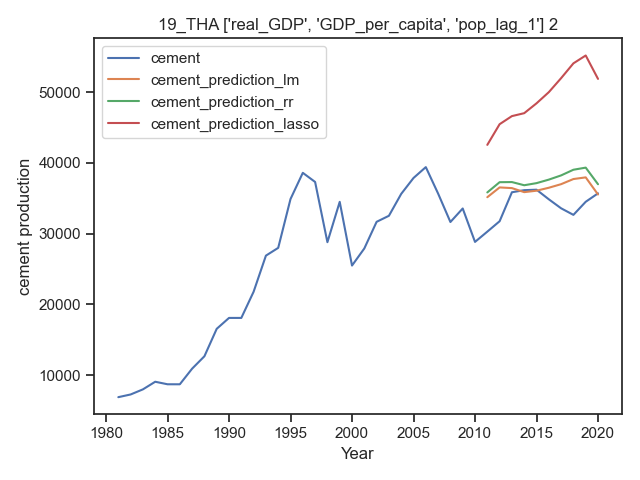 19_THA ['real_GDP', 'GDP_per_capita', 'pop_lag_1'] 2
cement
cement_prediction_lm
cement_prediction_rr
cement_prediction_lasso
50000
40000
30000
20000
10000
cement production
1980 1985 1990 1995 2000 2005 2010 2015 2020
Year